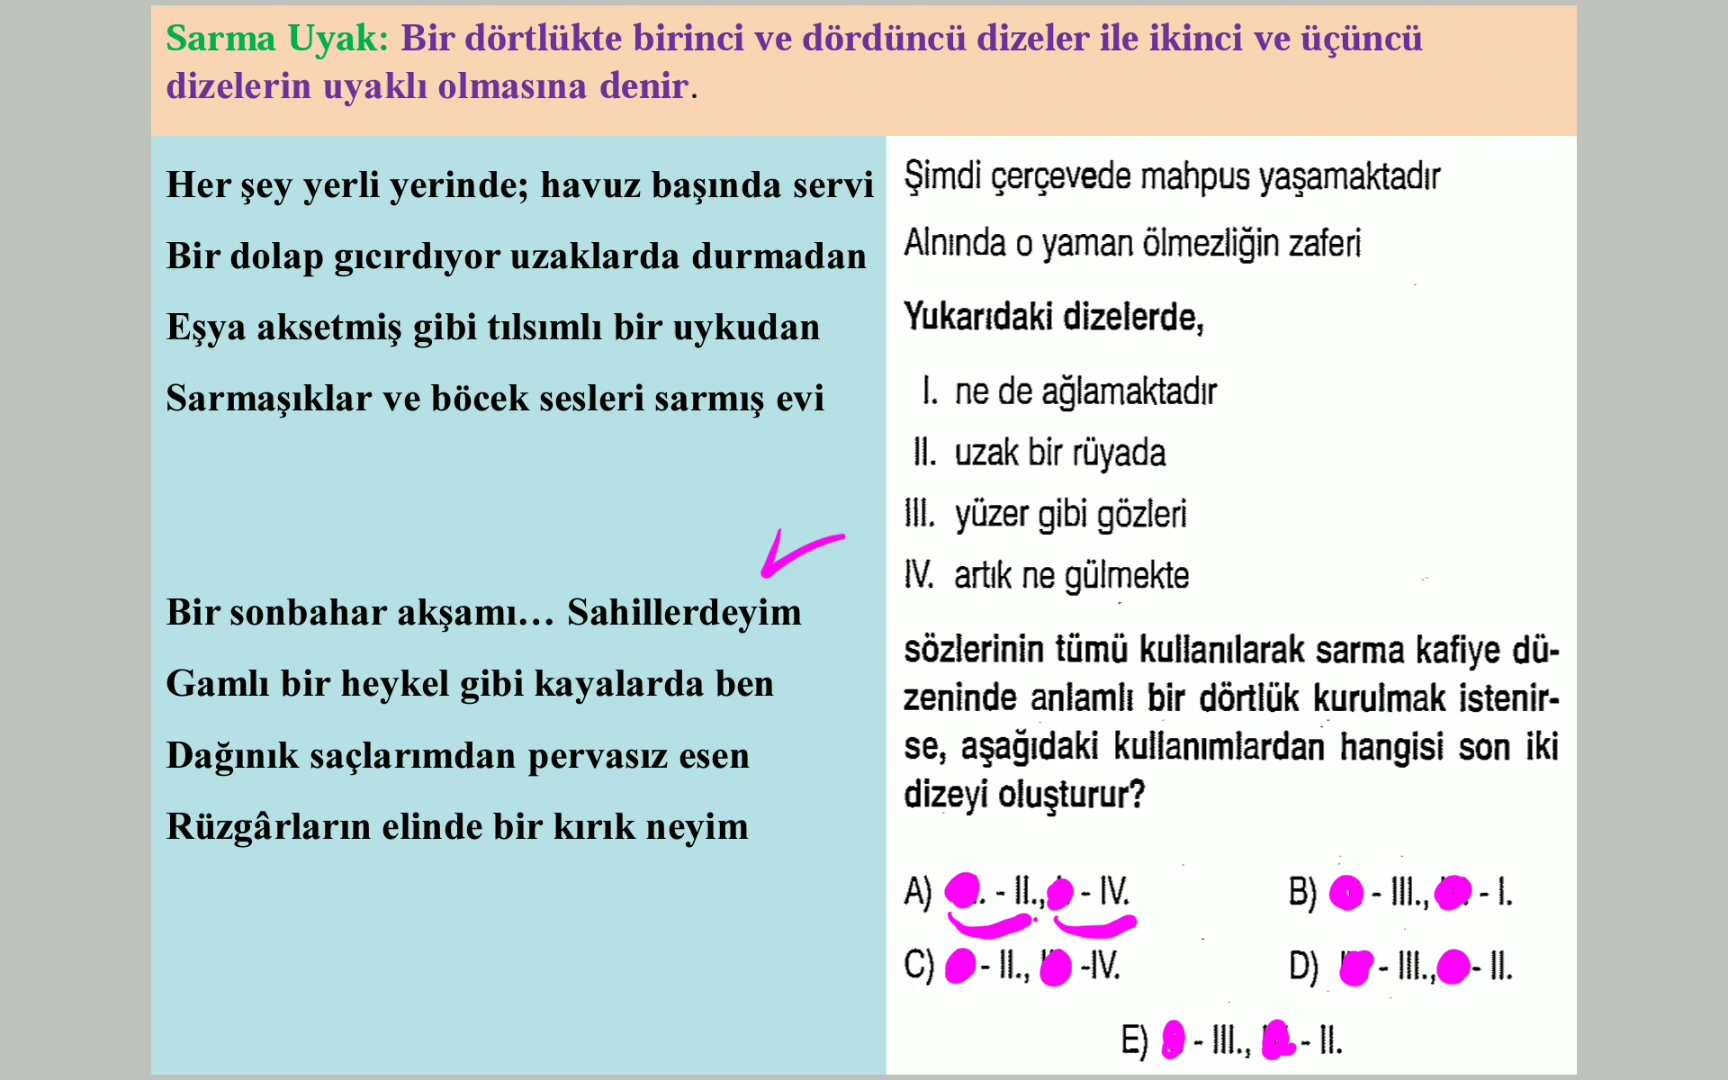 Sarma Uyak: Bir dörtlükte birinci ve dördüncü dizeler ile ikinci ve üçüncü
dizelerin uyaklı olmasına denir.
Her şey yerli yerinde; havuz başında servi
Bir dolap gıcırdıyor uzaklarda durmadan
Eşya aksetmiş gibi tılsımlı bir uykudan
Sarmaşıklar ve böcek sesleri sarmış evi
Bir sonbahar akşamı… Sahillerdeyim
Gamlı bir heykel gibi kayalarda ben
Dağınık saçlarımdan pervasız esen
Rüzgârların elinde bir kırık neyim
Şimdi çerçevede mahpus yaşamaktadır
Alnında o yaman ölmezliğin zaferi
Yukarıdaki dizelerde,
I. ne de ağlamaktadır
II. uzak bir rüyada
III. yüzer gibi gözleri
IV. artık ne gülmekte
sözlerinin tümü kullanılarak sarma kafiye dü-
zeninde anlamlı bir dörtlük kurulmak istenir-
se, aşağıdaki kullanımlardan hangisi son iki
dizeyi oluşturur?
A) - II., - IV.
B) - III., - I.
C) - II., -IV.
D) - III., - II.
E) - III., - II.